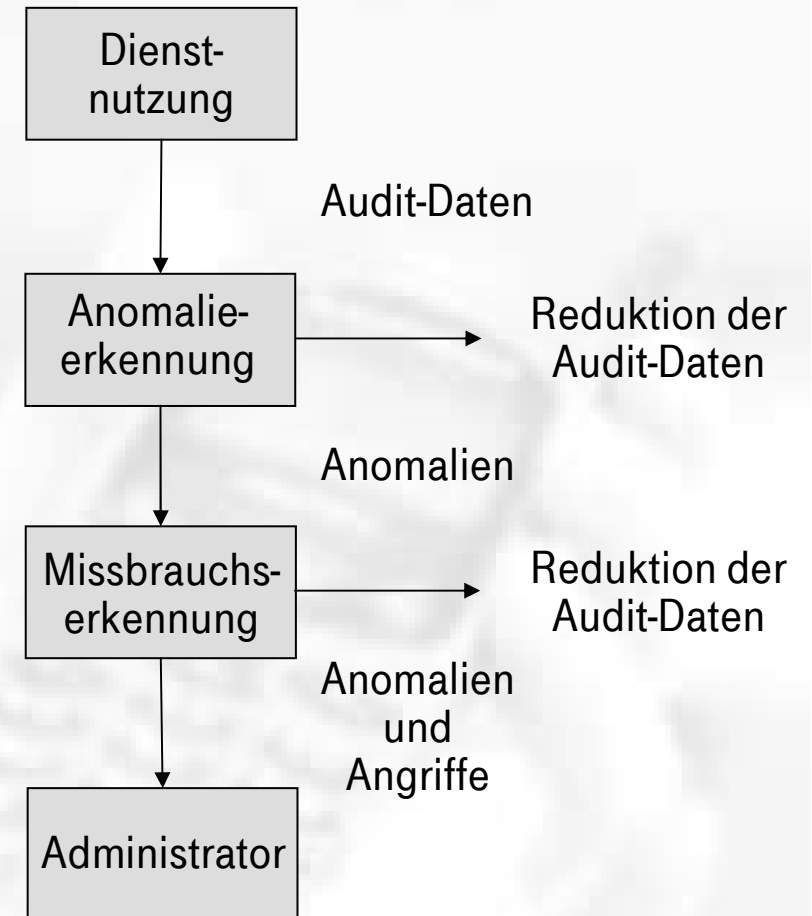 Dienst-
nutzung
Audit-Daten
Anomalie-
erkennung
Reduktion der
Audit-Daten
Anomalien
Missbrauchs-
erkennung
Reduktion der
Audit-Daten
Anomalien
und
Angriffe
Administrator